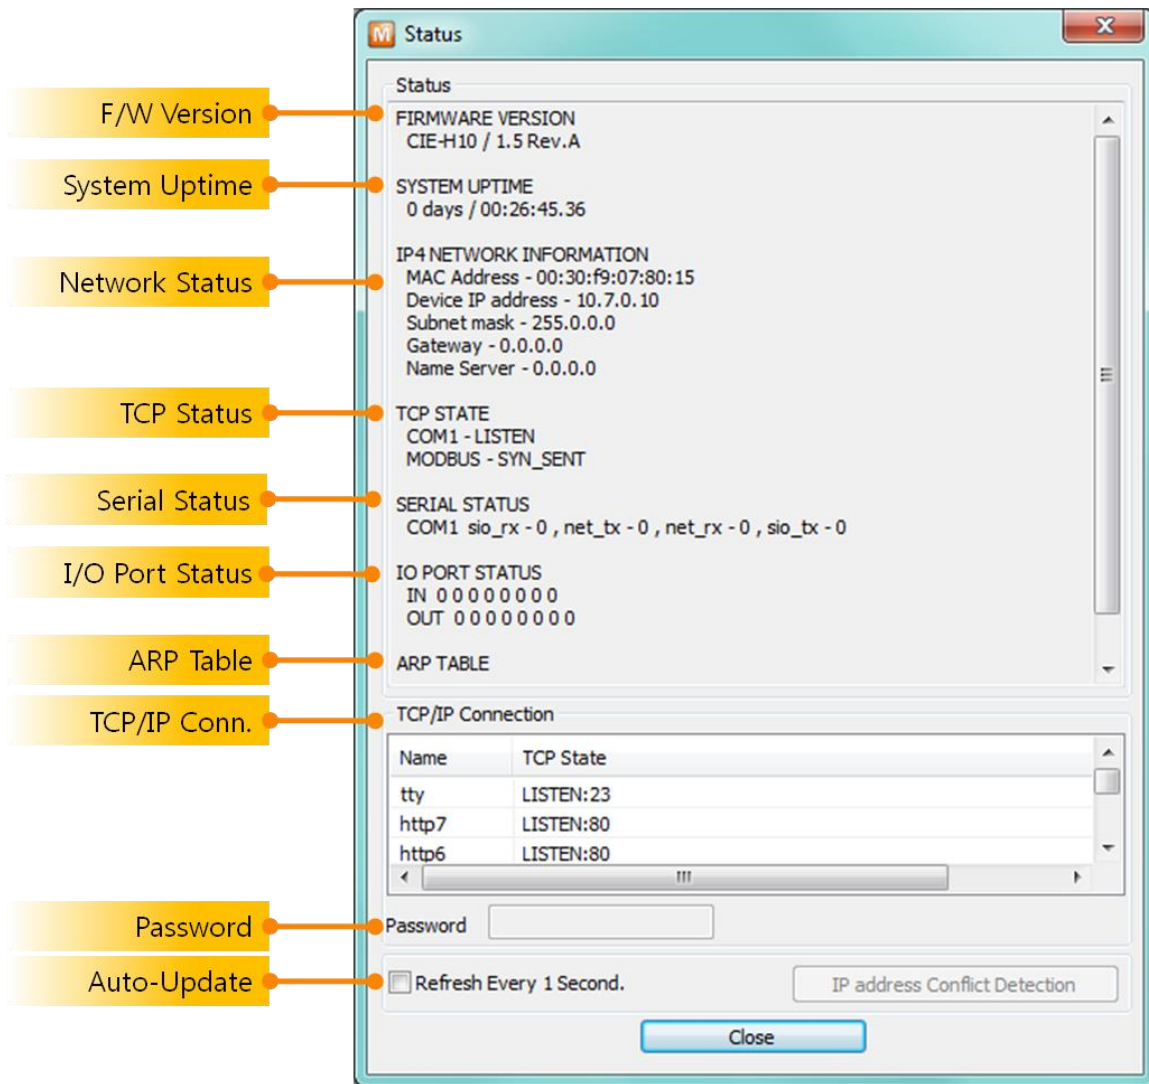 Status
Status
F/W Version
FIRMWARE VERSION
CIE-H10 / 1.5 Rev.A
System Uptime
SYSTEM UPTIME
0 days / 00:26:45.36
Network Status
IP4 NETWORK INFORMATION
MAC Address - 00:30:f9:07:80:15
Device IP address - 10.7.0.10
Subnet mask - 255.0.0.0
Gateway - 0.0.0.0
Name Server - 0.0.0.0
TCP Status
TCP STATE
COM1 - LISTEN
MODBUS - SYN_SENT
Serial Status
SERIAL STATUS
COM1 sio_rx - 0 , net_tx - 0 , net_rx - 0 , sio_tx - 0
I/O Port Status
IO PORT STATUS
IN 0 0 0 0 0 0 0 0
OUT 0 0 0 0 0 0 0 0
ARP Table
ARP TABLE
TCP/IP Conn.
TCP/IP Connection
Name TCP State
tty LISTEN:23
http7 LISTEN:80
http6 LISTEN:80
Password
Password
Auto-Update
Refresh Every 1 Second.
IP address Conflict Detection
Close